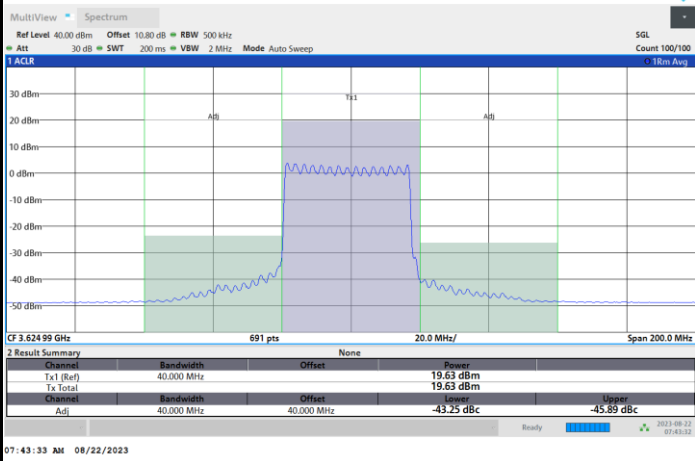 MultiView Spectrum
Ref Level 40.00 dBm Offset 10.80 dB RBW 500 kHz SGL
Att 30 dB SWT 200 ms VBW 2 MHz Mode Auto Sweep Count 100/100
1 ACLR 1Rm Avg
30 dBm
Tx1
20 dBm
Adj Adj
10 dBm
0 dBm
-10 dBm
-20 dBm
-30 dBm
-40 dBm
-50 dBm
CF 3.624 99 GHz 691 pts 20.0 MHz/ Span 200.0 MHz
2 Result Summary None
Channel Bandwidth Offset Power
Tx1 (Ref) 40.000 MHz 19.63 dBm
Tx Total 19.63 dBm
Channel Bandwidth Offset Lower Upper
Adj 40.000 MHz 40.000 MHz -43.25 dBc -45.89 dBc
Ready 2023-08-22
07:43:32
07:43:33 AM 08/22/2023